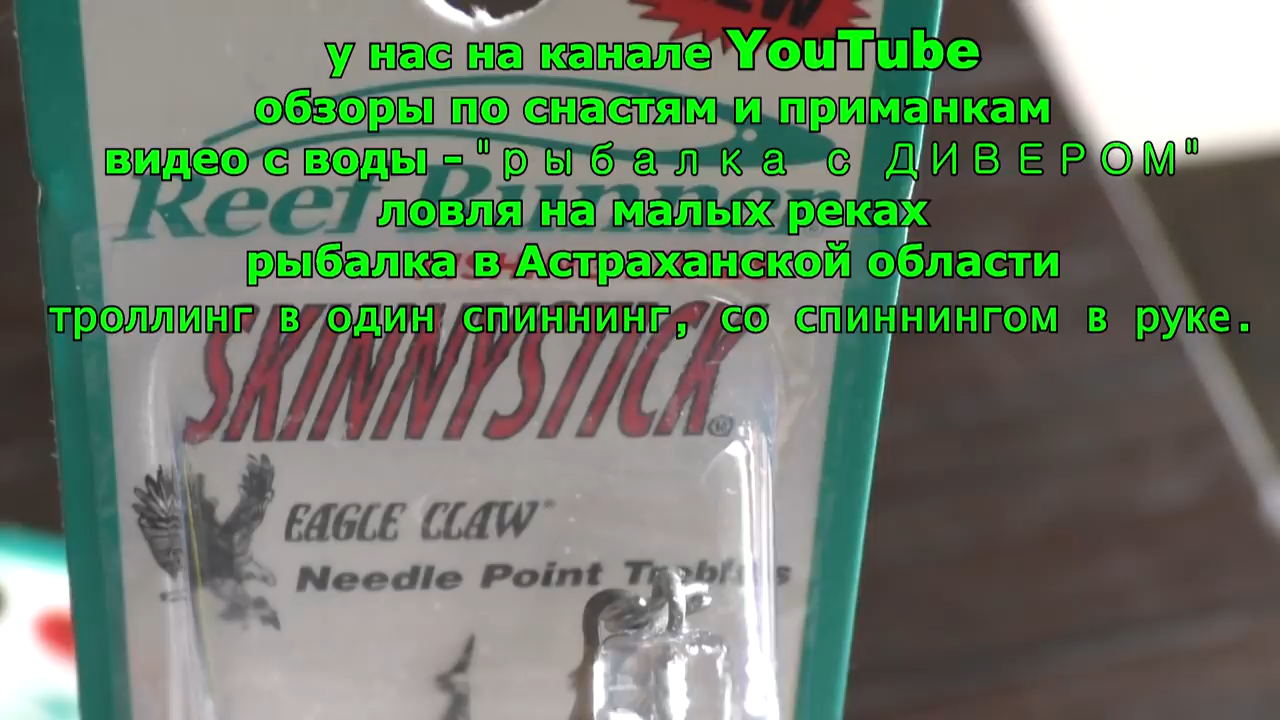 у нас на канале YouTube
обзоры по снастям и приманкам
видео с воды - "рыбалка с ДИВЕРОМ"
Reef Runner
ловля на малых реках
рыбалка в Астраханской области
троллинг в один спиннинг, со спиннингом в руке.
SKINNYSTICK®
EAGLE CLAW™
Needle Point Trebles